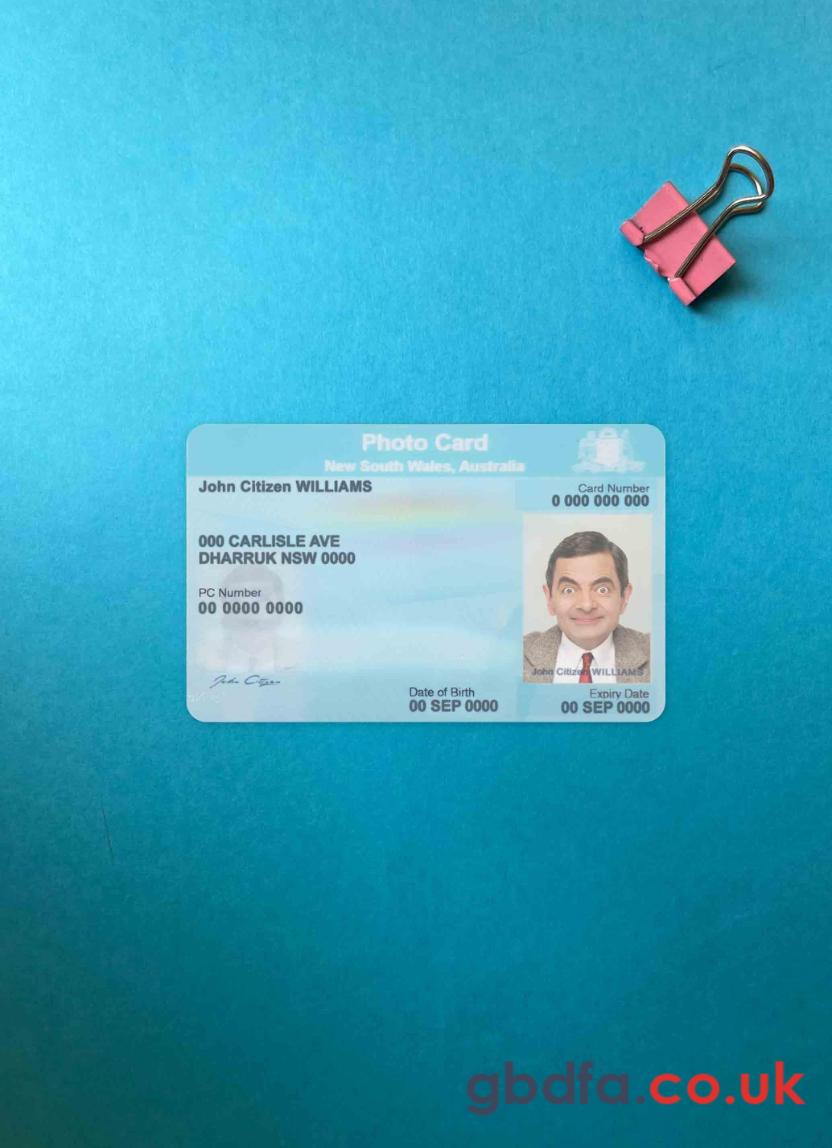 Photo Card
New South Wales, Australia
John Citizen WILLIAMS
Card Number
0 000 000 000
000 CARLISLE AVE
DHARRUK NSW 0000
PC Number
00 0000 0000
John Citizen WILLIAMS
John Citizen
Date of Birth
00 SEP 0000
Expiry Date
00 SEP 0000
gbdfa.co.uk